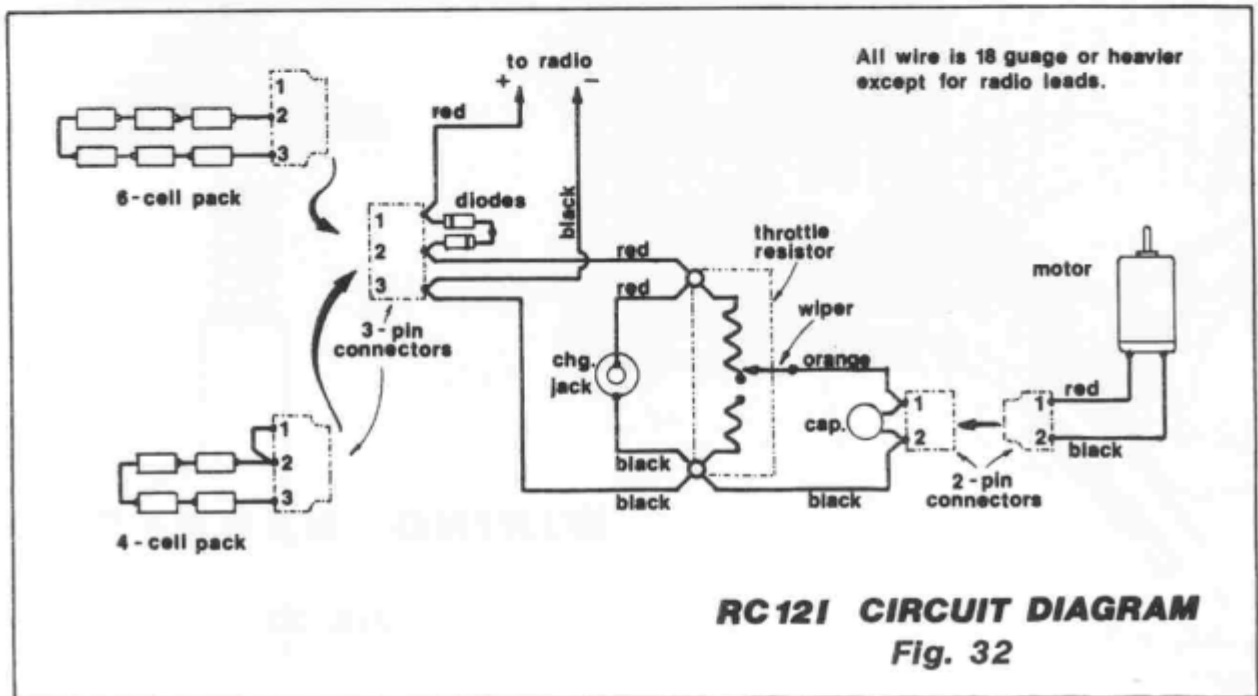 to radio
+ −
All wire is 18 guage or heavier
except for radio leads.
red
1
2
3
6-cell pack
diodes
black
1
2
3
3-pin
connectors
red
red
throttle
resistor
wiper
orange
motor
chg.
jack
cap.
1
2
red
1
2
black
2-pin
connectors
1
2
3
4-cell pack
black
black
black
RC12I CIRCUIT DIAGRAM
Fig. 32